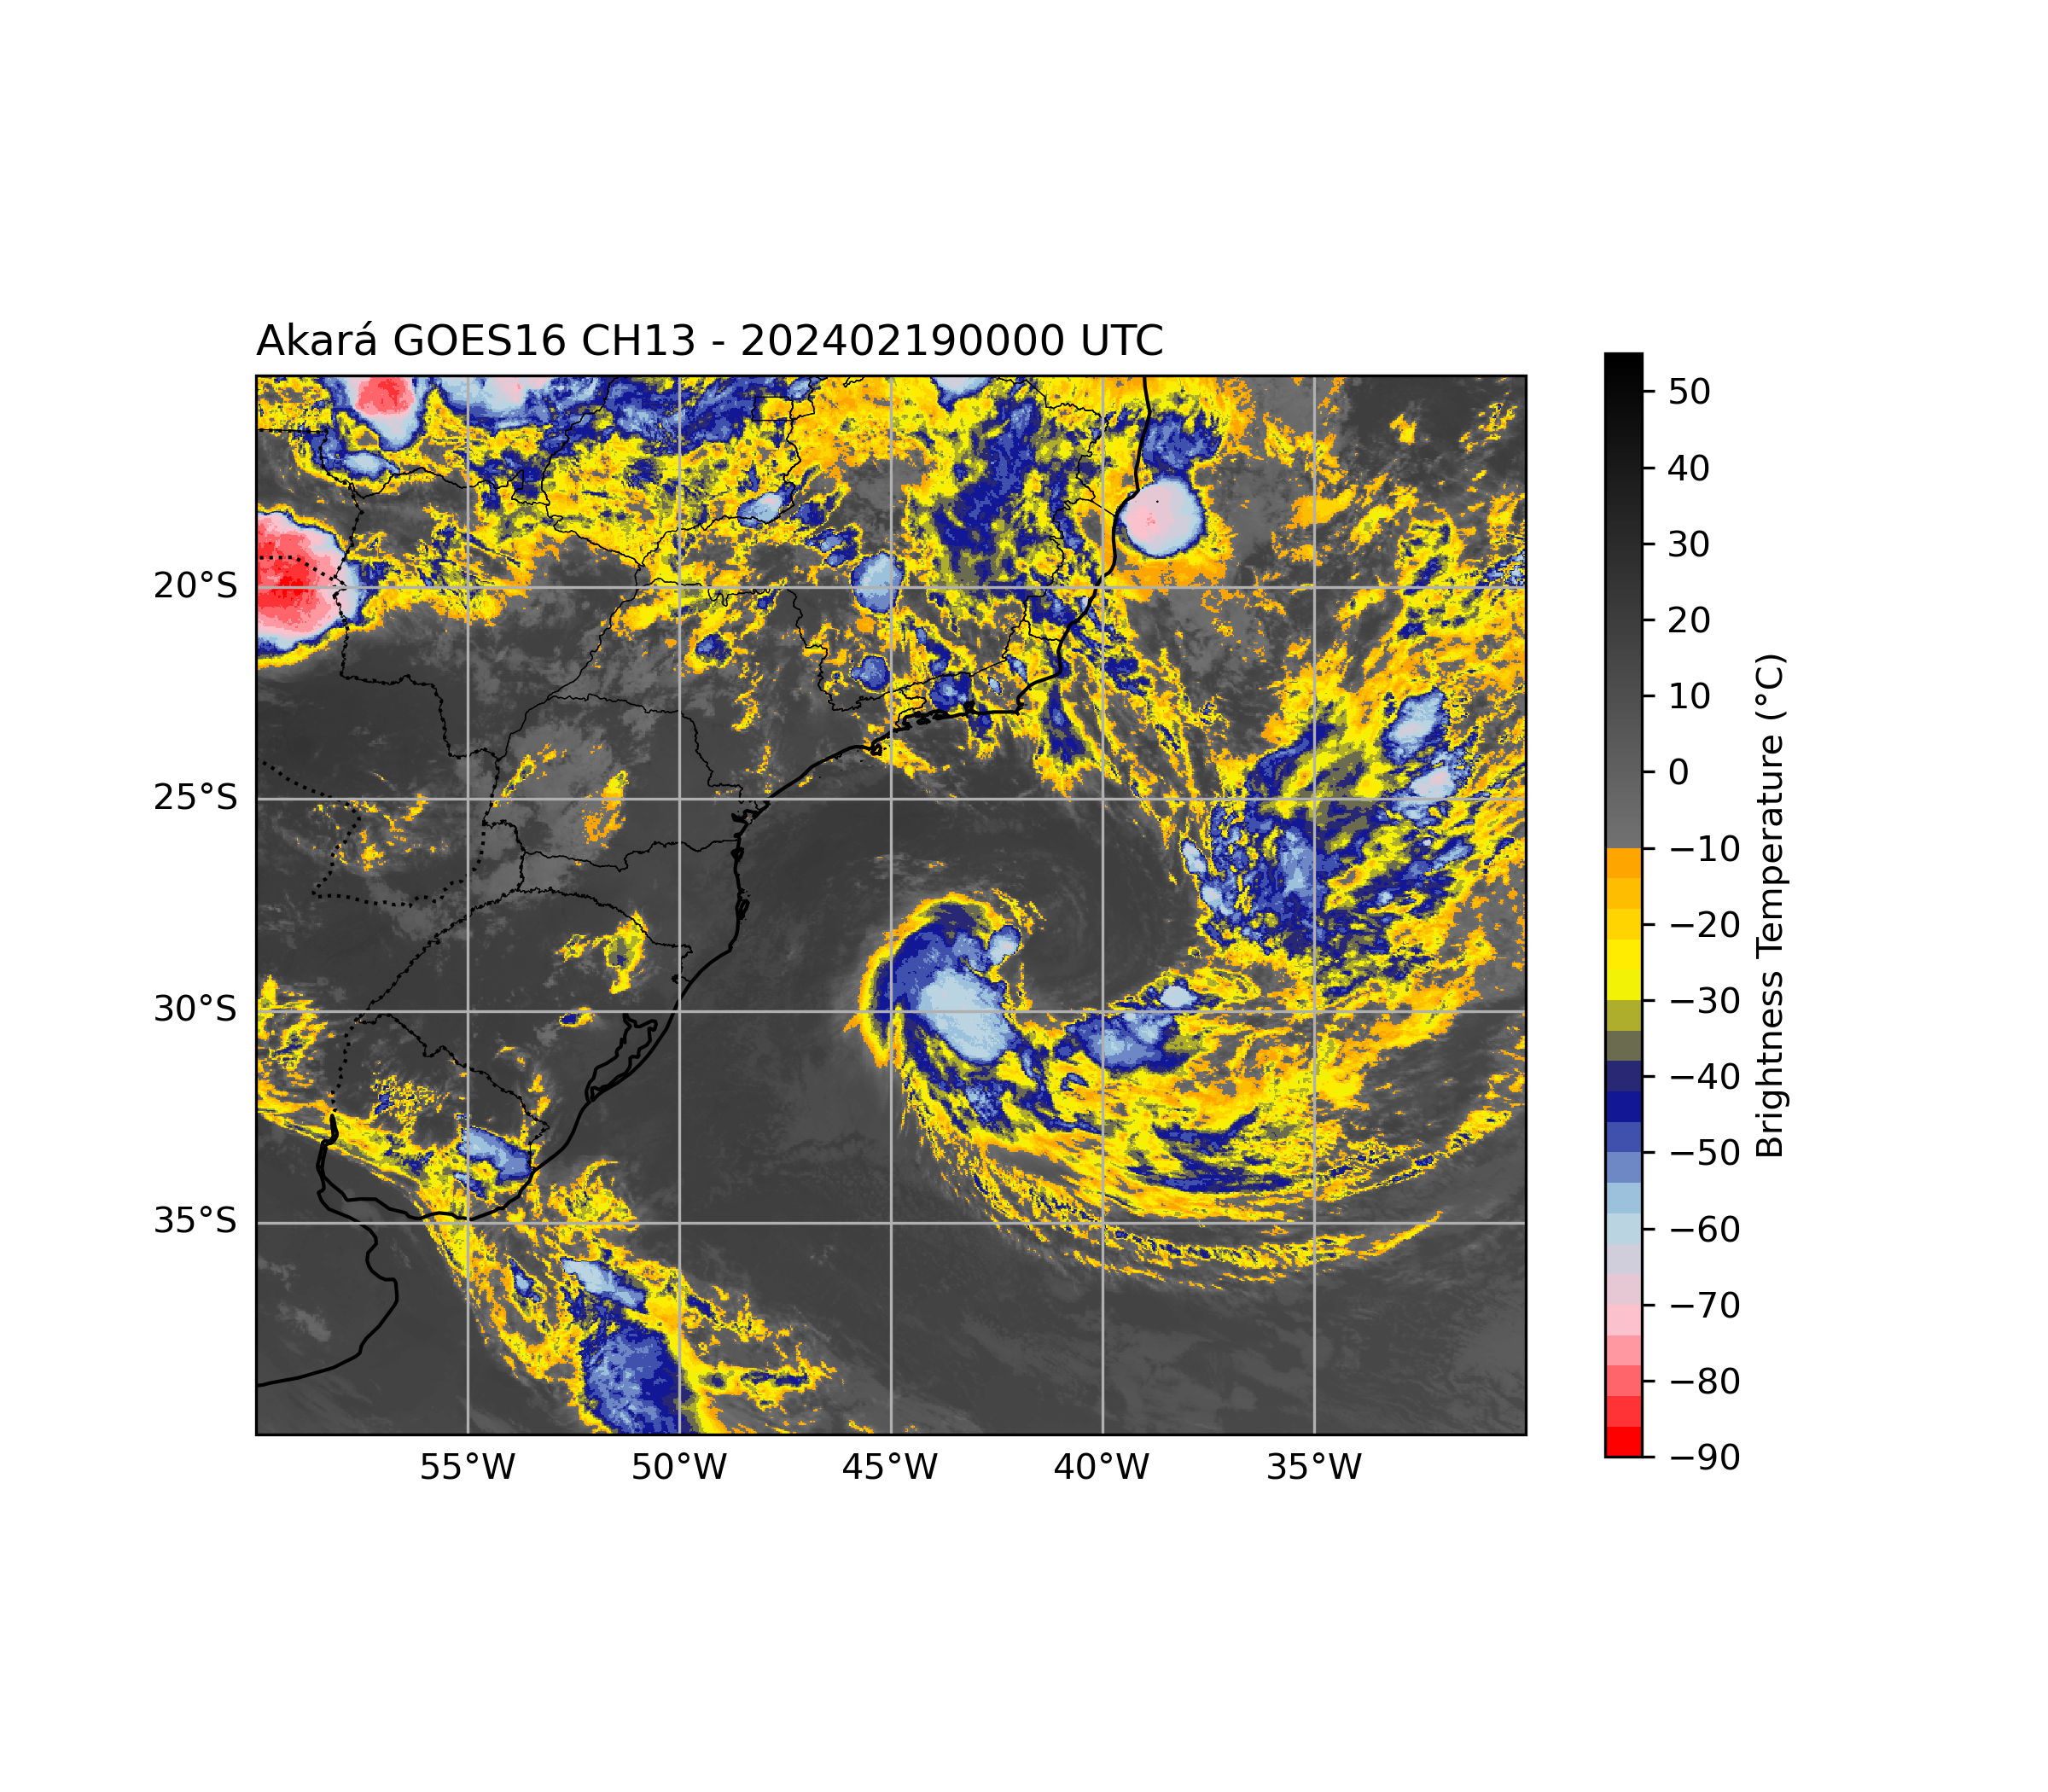 Akará GOES16 CH13 - 202402190000 UTC
20°S
25°S
30°S
35°S
55°W
50°W
45°W
40°W
35°W
50
40
30
20
10
0
−10
−20
−30
−40
−50
−60
−70
−80
−90
Brightness Temperature (°C)